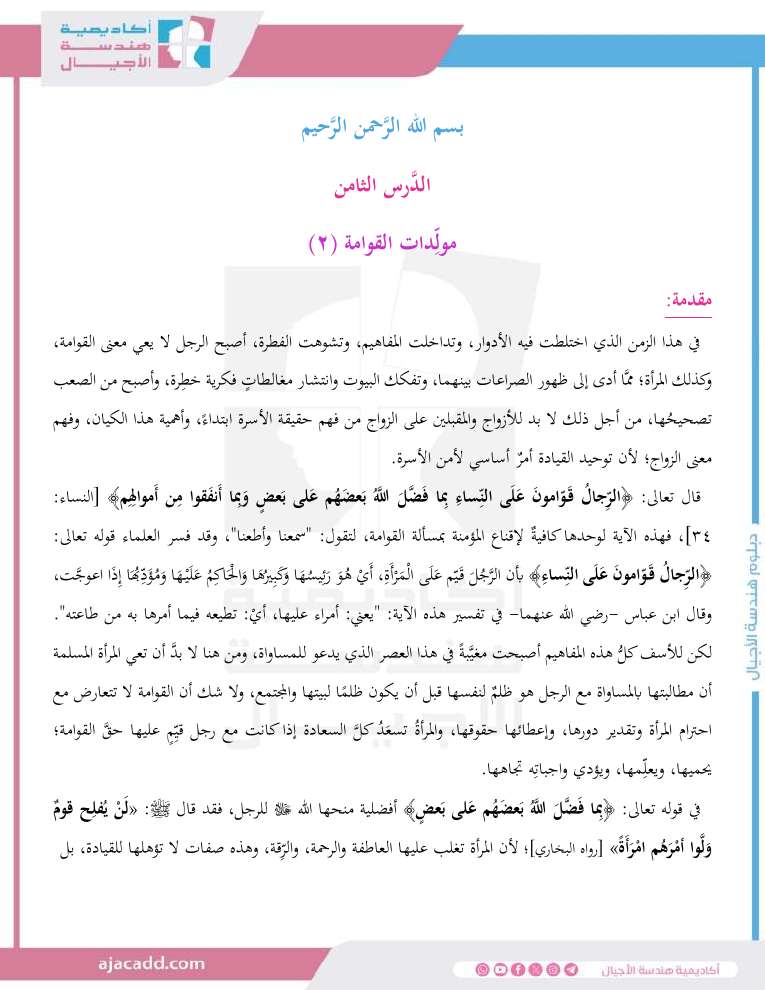 أكاديمية
هندسة
الأجيال
بسم الله الرَّحمن الرَّحيم
الدَّرس الثامن
مولِّدات القوامة (٢)
مقدمة:
في هذا الزمن الذي اختلطت فيه الأدوار، وتداخلت المفاهيم، وتشوهت الفطرة، أصبح الرجل لا يعي معنى القوامة،
وكذلك المرأة؛ ممَّا أدى إلى ظهور الصراعات بينهما، وتفكك البيوت وانتشار مغالطاتٍ فكرية خطِرة، وأصبح من الصعب
تصحيحُها، من أجل ذلك لا بد للأزواج والمقبلين على الزواج من فهم حقيقة الأسرة ابتداءً، وأهمية هذا الكيان، وفهم
معنى الزواج؛ لأن توحيد القيادة أمرٌ أساسي لأمن الأسرة.
قال تعالى: ﴿الرِّجالُ قَوّامونَ عَلَى النِّساءِ بِما فَضَّلَ اللَّهُ بَعضَهُم عَلى بَعضٍ وَبِما أَنفَقوا مِن أَموالِهِم﴾ [النساء:
٣٤]، فهذه الآية لوحدها كافيةٌ لإقناع المؤمنة بمسألة القوامة، لتقول: "سمعنا وأطعنا"، وقد فسر العلماء قوله تعالى:
﴿الرِّجالُ قَوّامونَ عَلَى النِّساءِ﴾ بأن الرَّجُلَ قَيِّم عَلَى الْمَرْأَةِ، أَيْ هُوَ رَئِيسُهَا وَكَبِيرُهَا وَالْحَاكِمُ عَلَيْهَا وَمُؤَدِّبُهَا إِذَا اعوجَّت،
وقال ابن عباس -رضي الله عنهما- في تفسير هذه الآية: "يعني: أمراء عليها، أيْ: تطيعه فيما أمرها به من طاعته".
لكن للأسف كلُّ هذه المفاهيم أصبحت مغيَّبةً في هذا العصر الذي يدعو للمساواة، ومن هنا لا بدَّ أن تعي المرأة المسلمة
أن مطالبتها بالمساواة مع الرجل هو ظلمٌ لنفسها قبل أن يكون ظلمًا لبيتها والمجتمع، ولا شك أن القوامة لا تتعارض مع
احترام المرأة وتقدير دورها، وإعطائها حقوقها، والمرأةُ تسعَدُ كلَّ السعادة إذا كانت مع رجل قيِّمٍ عليها حقَّ القوامة؛
يحميها، ويعلِّمها، ويؤدي واجباتِه تجاهها.
في قوله تعالى: ﴿بِما فَضَّلَ اللَّهُ بَعضَهُم عَلى بَعضٍ﴾ أفضلية منحها الله ﷻ للرجل، فقد قال ﷺ: «لَنْ يُفلِح قومٌ
وَلَّوا أمْرَهُم امْرَأَةً» [رواه البخاري]؛ لأن المرأة تغلب عليها العاطفة والرحمة، والرِّقة، وهذه صفات لا تؤهلها للقيادة، بل
دبلوم هندسة الأجيال
أكاديمية هندسة الأجيال
ajacadd.com